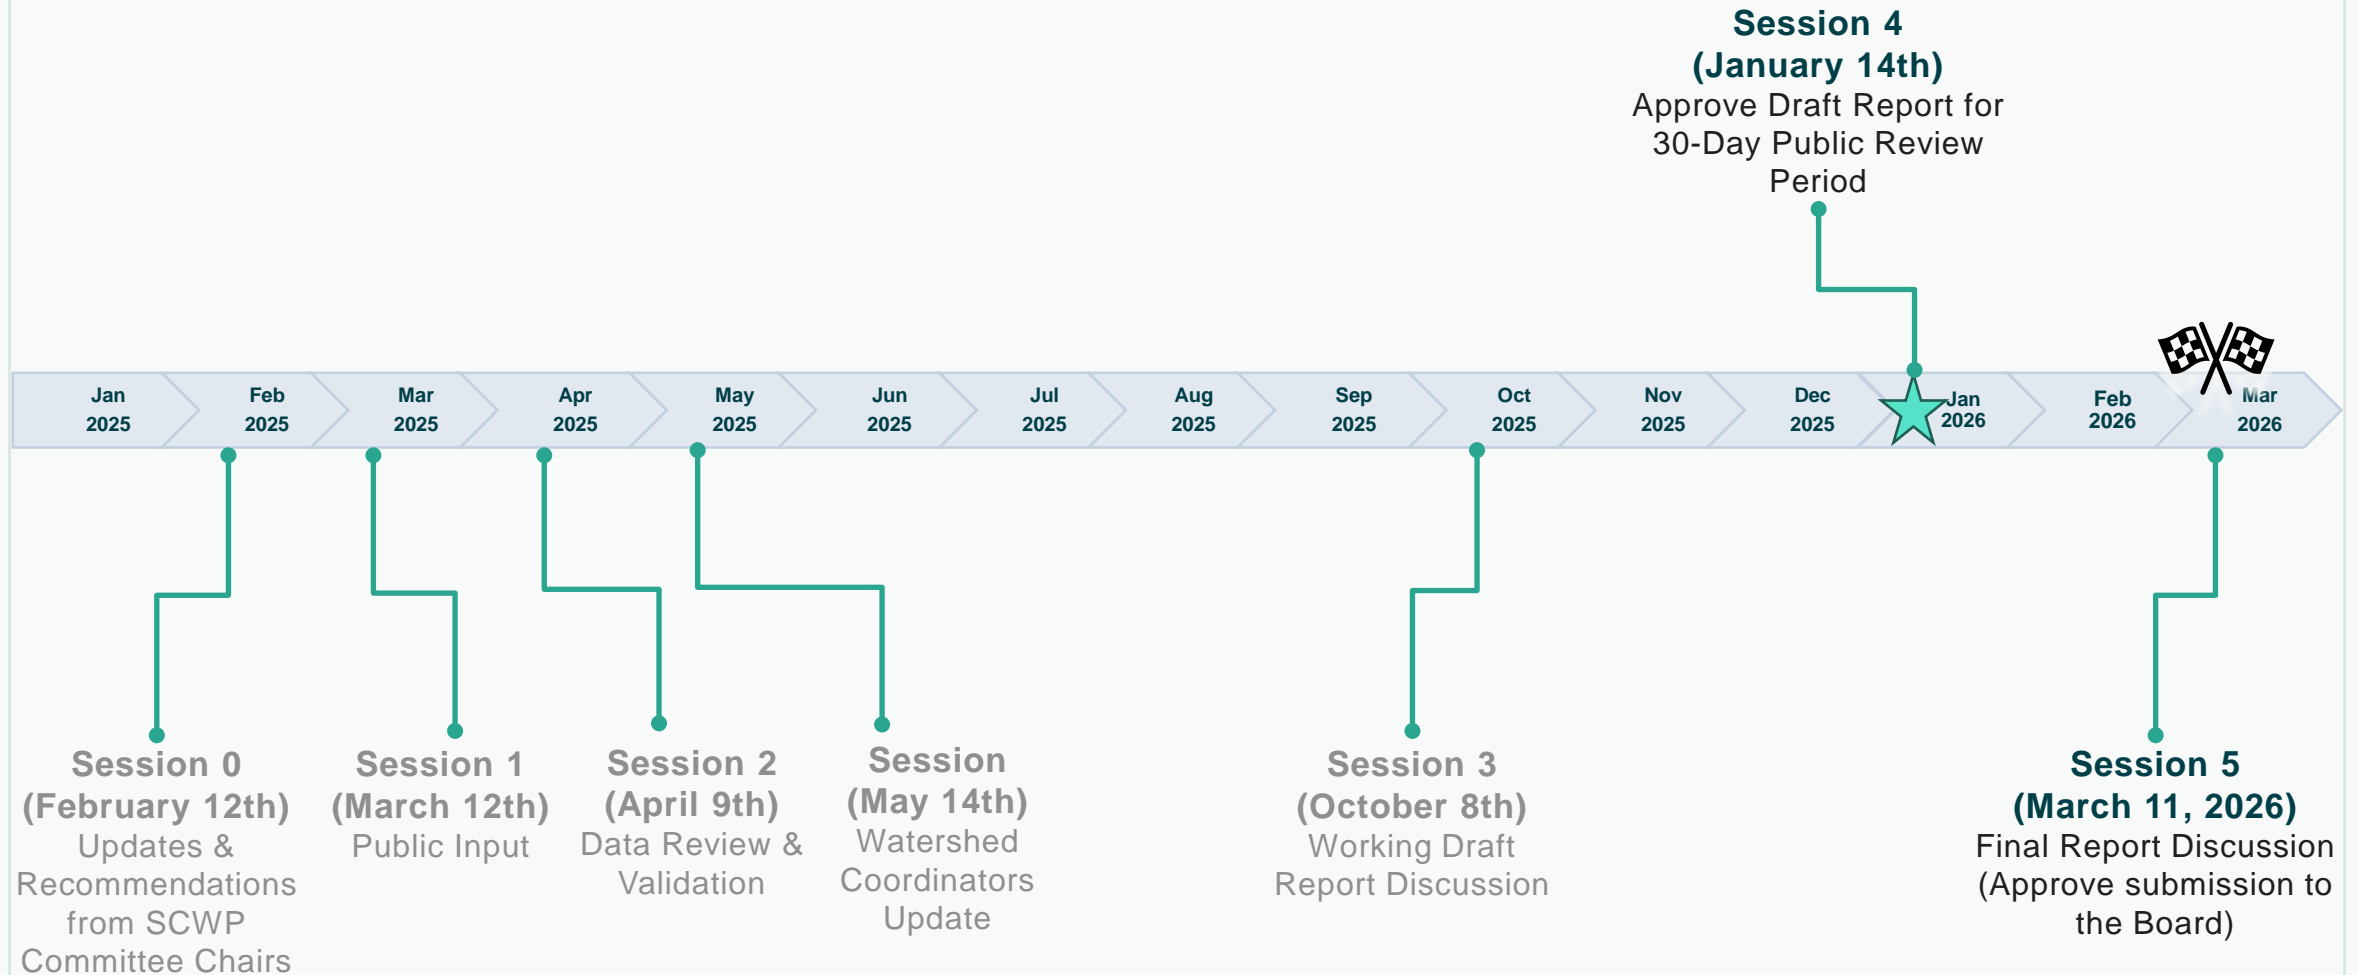 Session 4
(January 14th)
Approve Draft Report for
30-Day Public Review
Period
Jan
2025
Feb
2025
Mar
2025
Apr
2025
May
2025
Jun
2025
Jul
2025
Aug
2025
Sep
2025
Oct
2025
Nov
2025
Dec
2025
Jan
2026
Feb
2026
Mar
2026
Session 0
(February 12th)
Updates &
Recommendations
from SCWP
Committee Chairs
Session 1
(March 12th)
Public Input
Session 2
(April 9th)
Data Review &
Validation
Session
(May 14th)
Watershed
Coordinators
Update
Session 3
(October 8th)
Working Draft
Report Discussion
Session 5
(March 11, 2026)
Final Report Discussion
(Approve submission to
the Board)